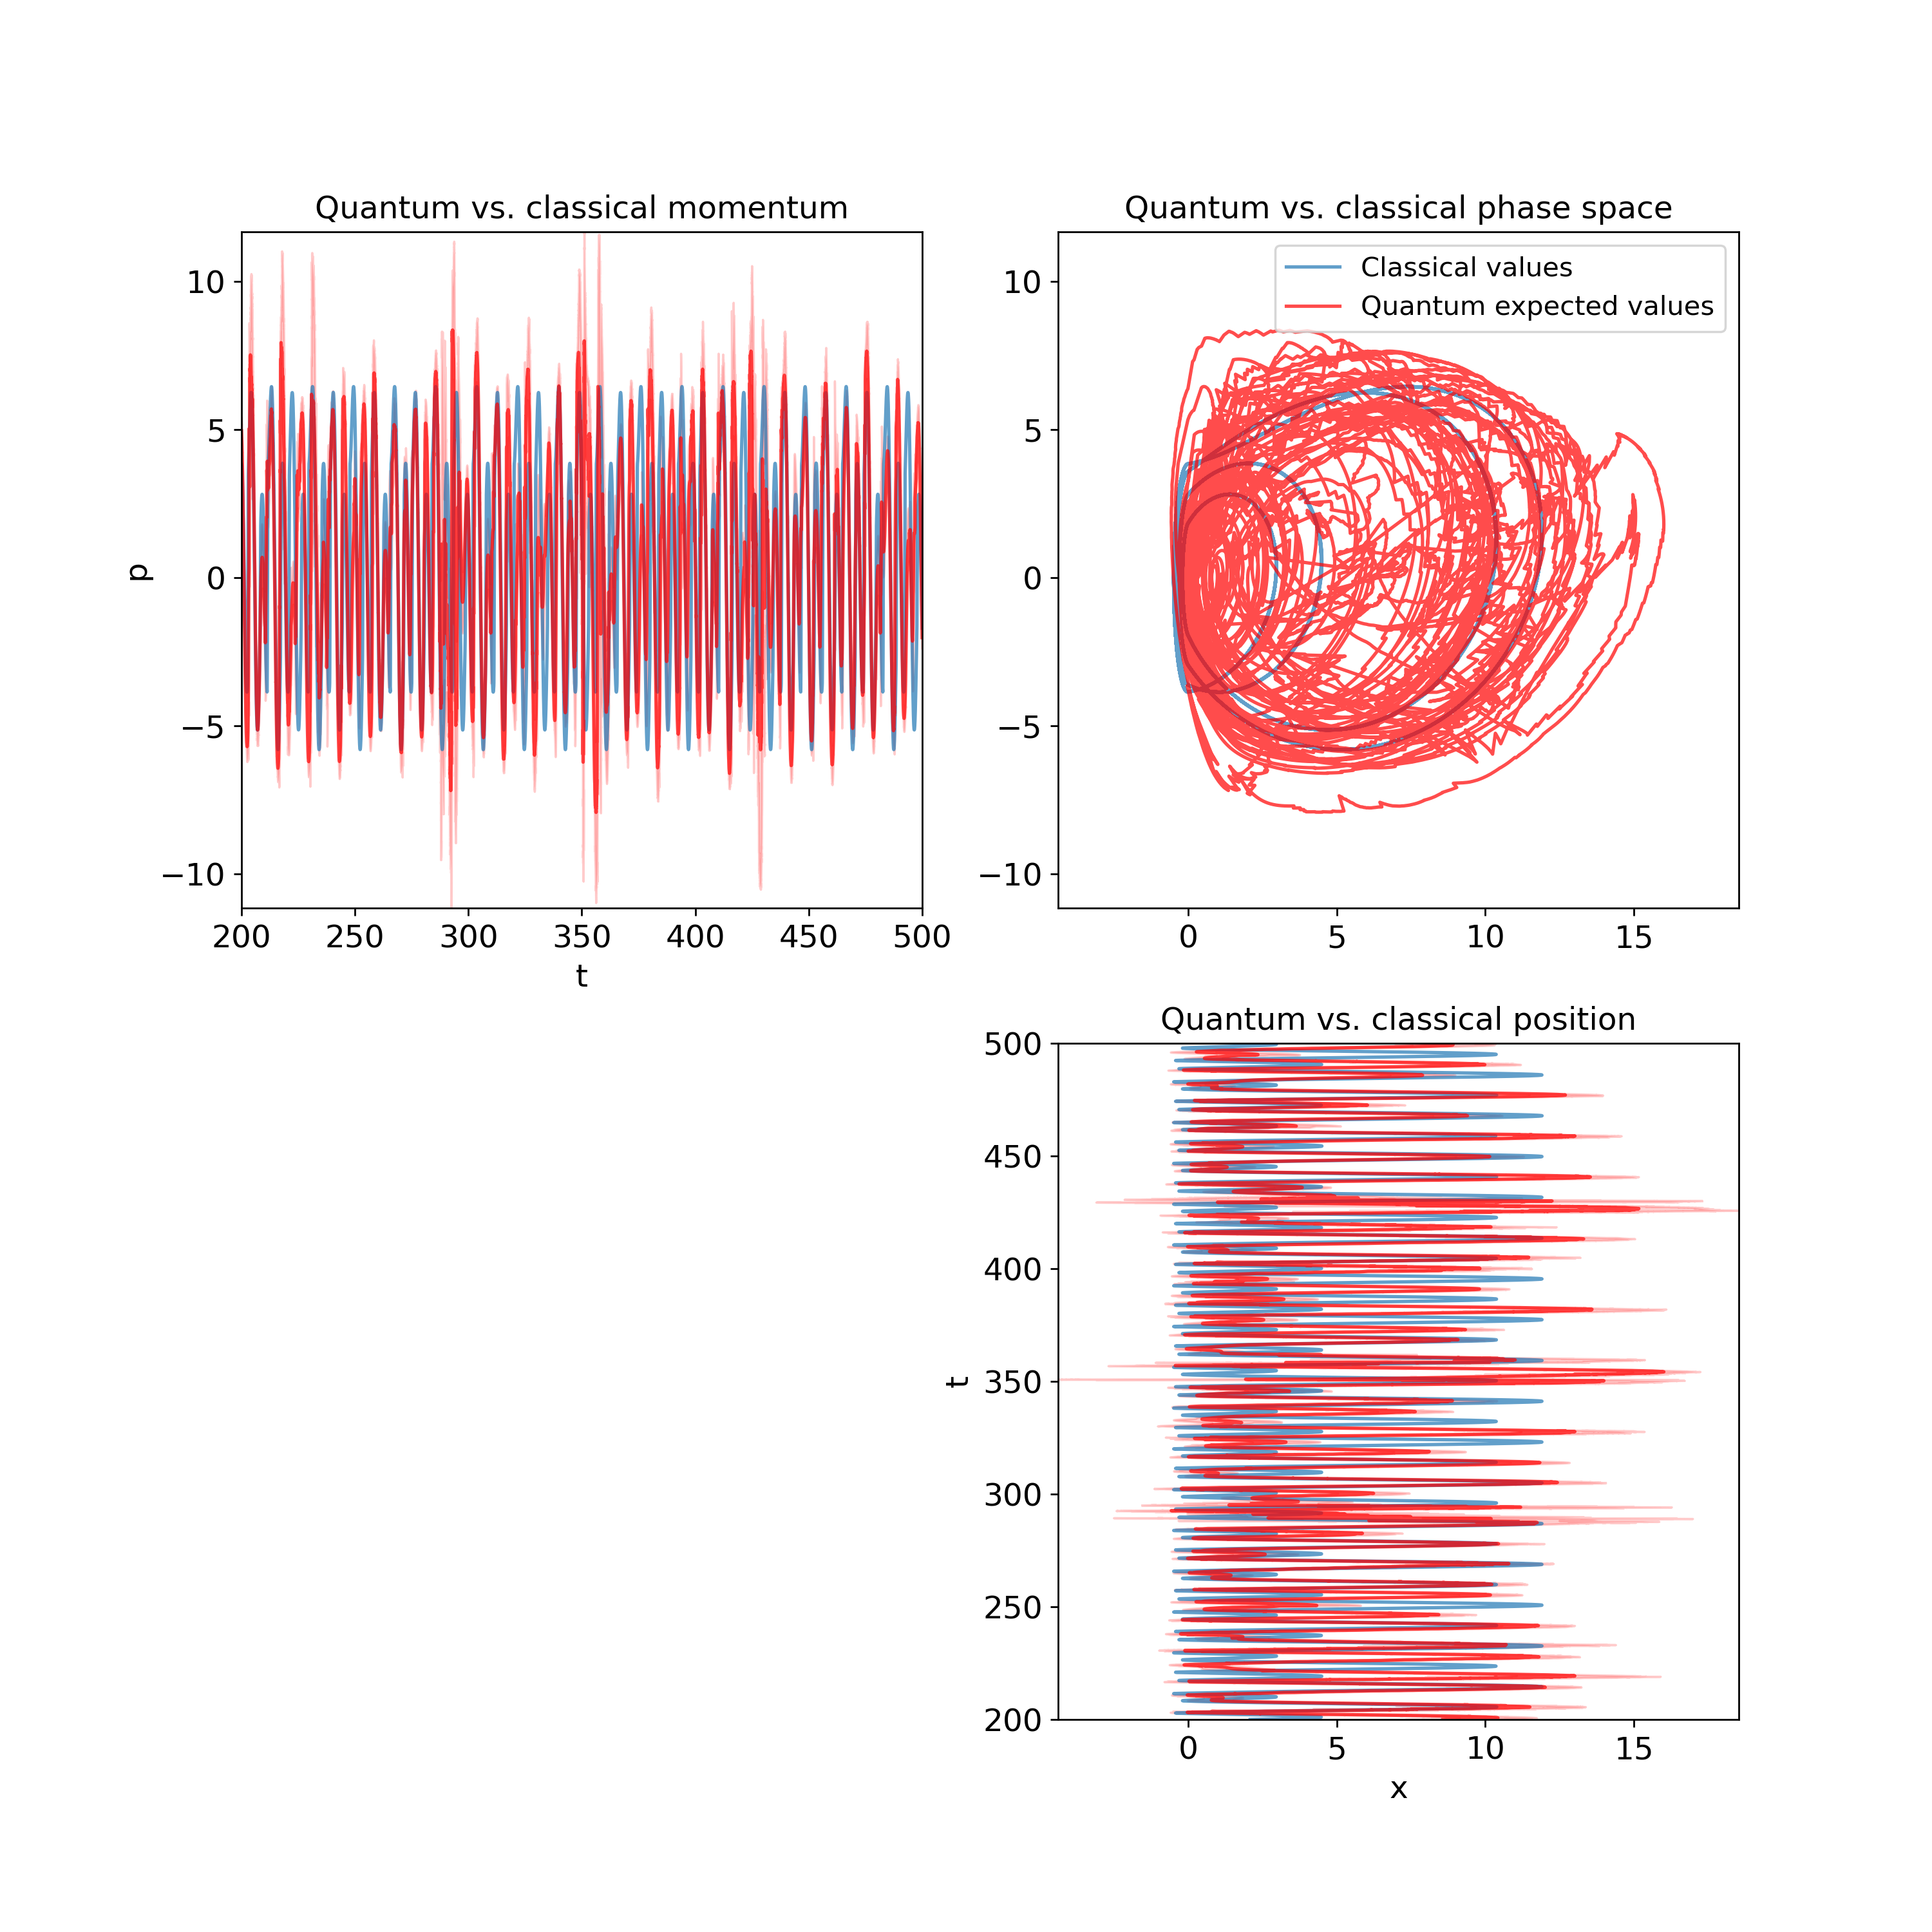 Quantum vs. classical momentum
Quantum vs. classical phase space
10
5
0
−5
−10
p
200 250 300 350 400 450 500
t
Classical values
Quantum expected values
10
5
0
−5
−10
0 5 10 15
Quantum vs. classical position
500
450
400
350
300
250
200
t
0 5 10 15
x